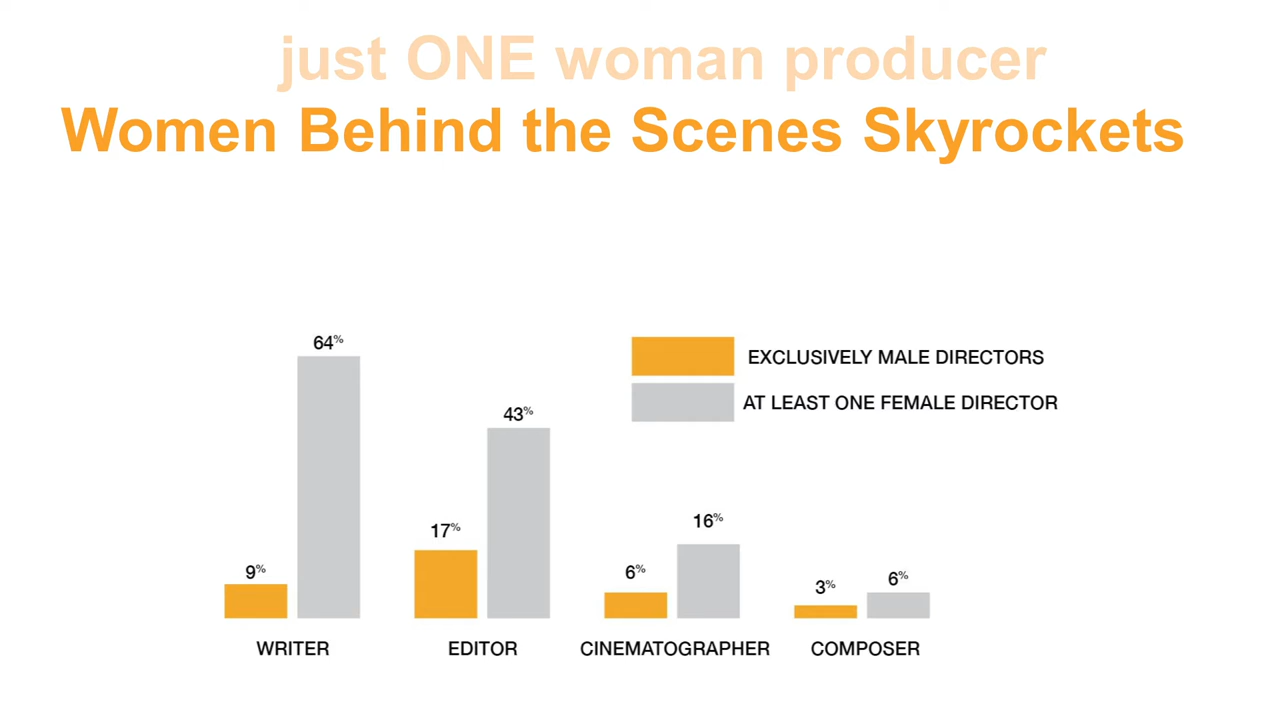 just ONE woman producer
Women Behind the Scenes Skyrockets
64%
EXCLUSIVELY MALE DIRECTORS
AT LEAST ONE FEMALE DIRECTOR
43%
17%
16%
9%
6%
3%
6%
WRITER
EDITOR
CINEMATOGRAPHER
COMPOSER